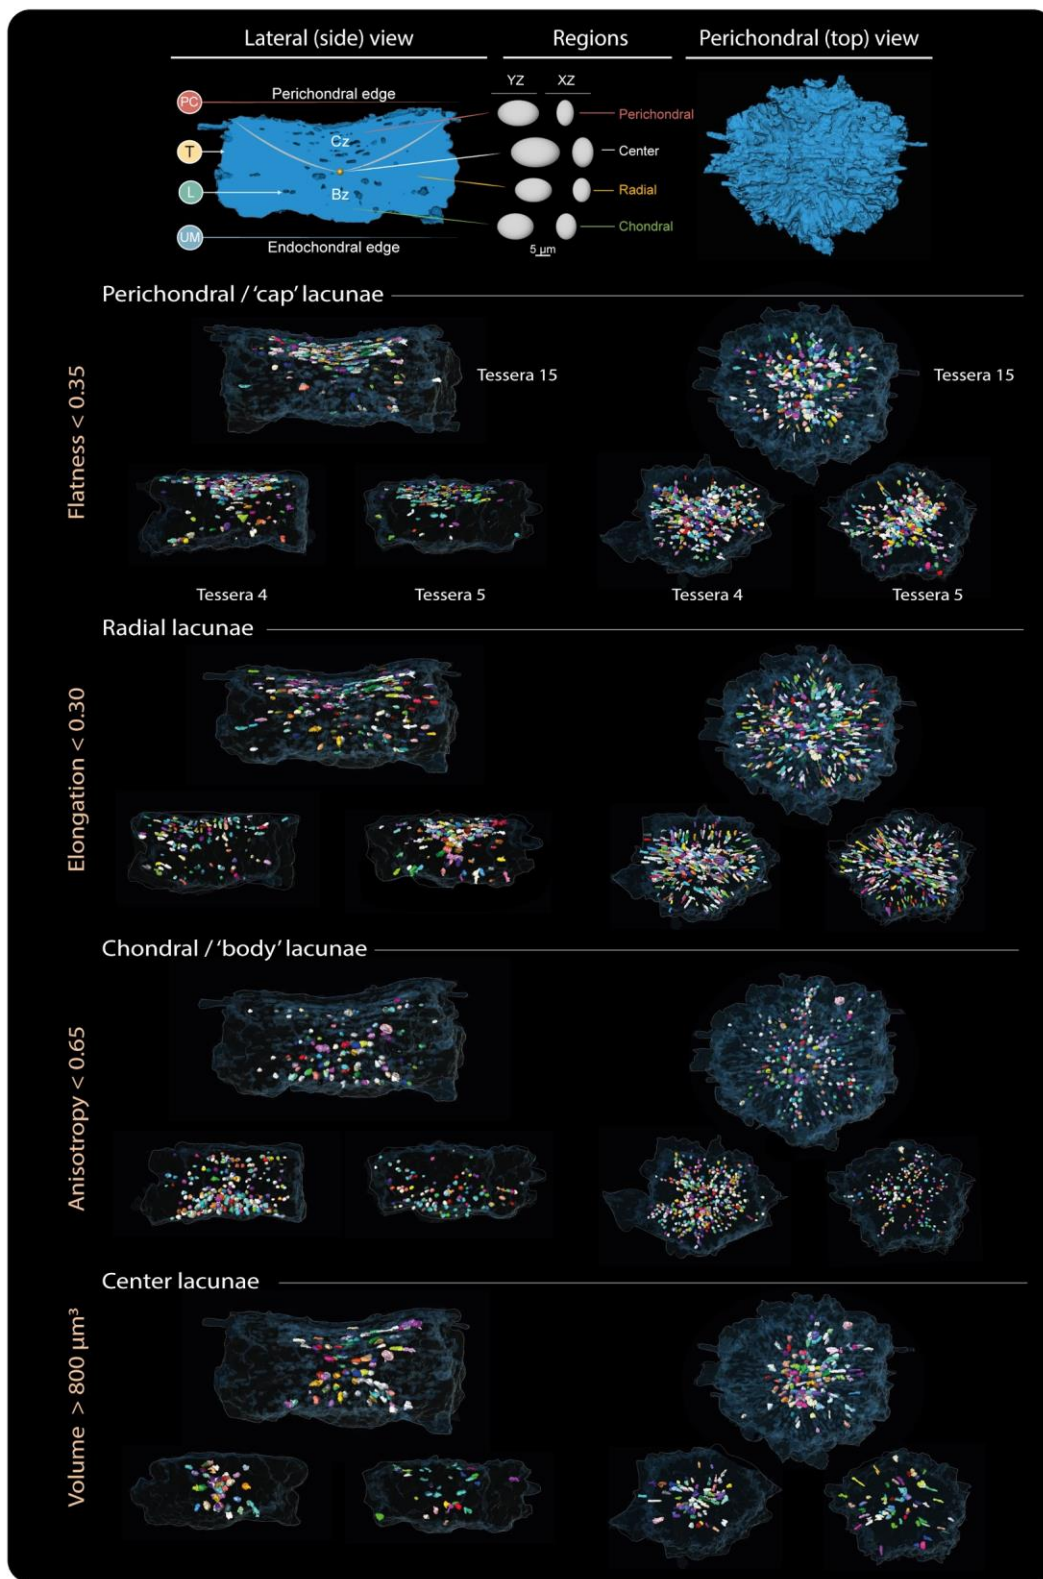 Lateral (side) view
Regions
Perichondral (top) view
YZ
XZ
PC
Perichondral edge
Perichondral
T
Cz
Center
L
Bz
Radial
UM
Endochondral edge
Chondral
5 µm
Perichondral / 'cap' lacunae
Flatness < 0.35
Tessera 15
Tessera 15
Tessera 4
Tessera 5
Tessera 4
Tessera 5
Radial lacunae
Elongation < 0.30
Chondral / 'body' lacunae
Anisotropy < 0.65
Center lacunae
Volume > 800 µm³